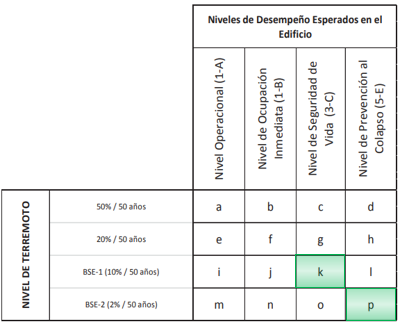 Niveles de Desempeño Esperados en el
Edificio
Nivel Operacional (1-A)
Nivel de Ocupación
Inmediata (1-B)
Nivel de Seguridad de
Vida (3-C)
Nivel de Prevención al
Colapso (5-E)
NIVEL DE TERREMOTO
50% / 50 años a b c d
20% / 50 años e f g h
BSE-1 (10% / 50 años) i j k l
BSE-2 (2% / 50 años) m n o p